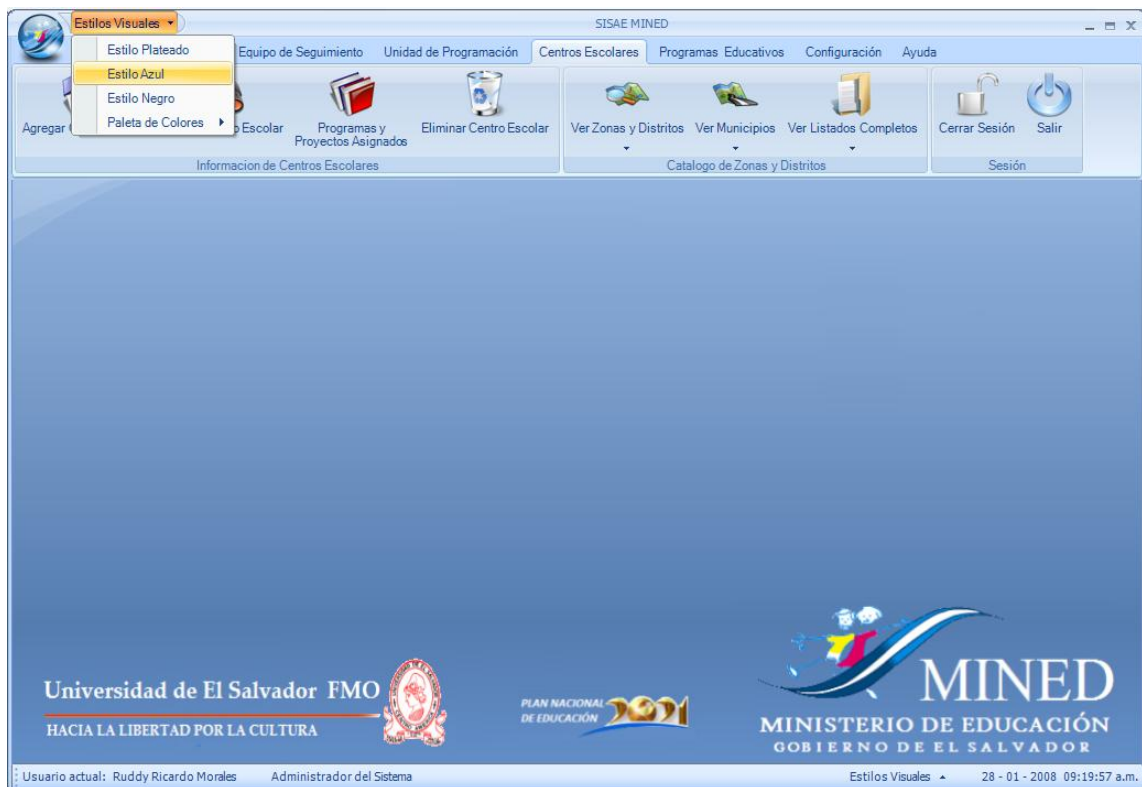 Estilos Visuales
SISAE MINED
Estilo Plateado
Estilo Azul
Estilo Negro
Paleta de Colores
Equipo de Seguimiento
Unidad de Programación
Centros Escolares
Programas Educativos
Configuración
Ayuda
Agregar
o Escolar
Programas y
Proyectos Asignados
Eliminar Centro Escolar
Informacion de Centros Escolares
Ver Zonas y Distritos
Ver Municipios
Ver Listados Completos
Catalogo de Zonas y Distritos
Cerrar Sesión
Salir
Sesión
Universidad de El Salvador FMO
HACIA LA LIBERTAD POR LA CULTURA
PLAN NACIONAL
DE EDUCACIÓN
2021
MINED
MINISTERIO DE EDUCACIÓN
GOBIERNO DE EL SALVADOR
Usuario actual: Ruddy Ricardo Morales
Administrador del Sistema
Estilos Visuales
28 - 01 - 2008 09:19:57 a.m.